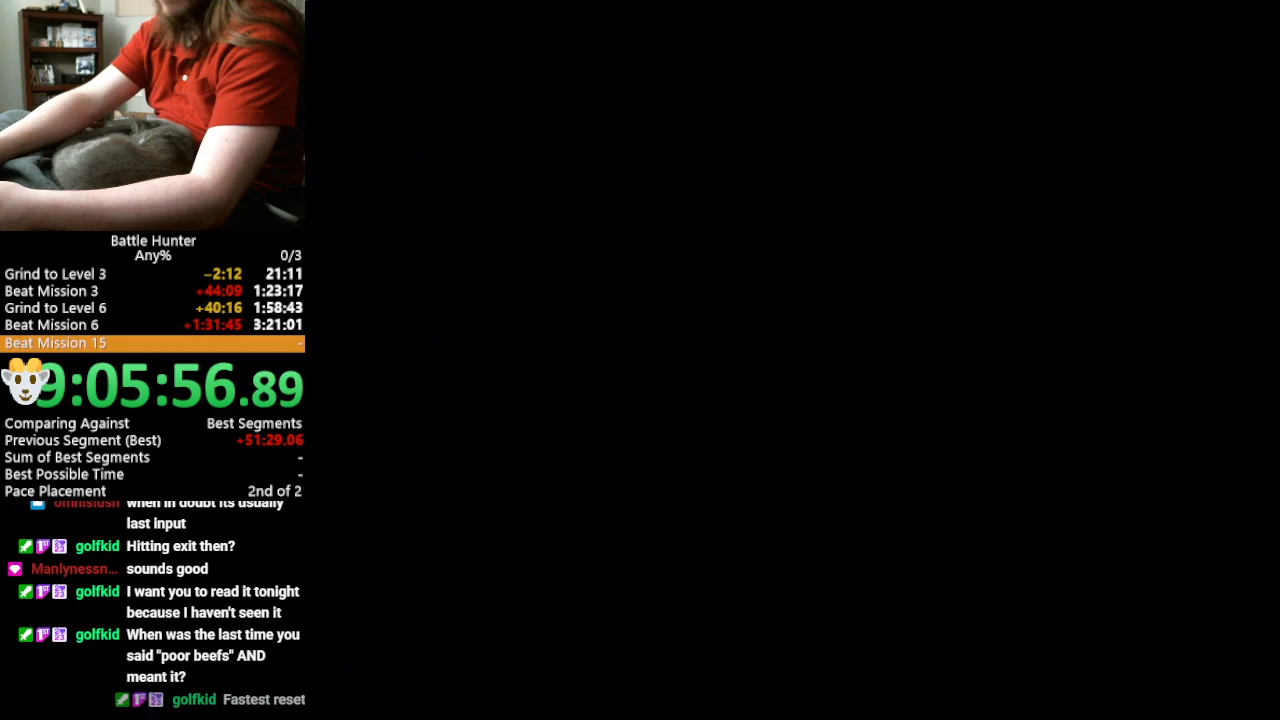 Battle Hunter
Any% 0/3
Grind to Level 3 −2:12 21:11
Beat Mission 3 +44:09 1:23:17
Grind to Level 6 +40:16 1:58:43
Beat Mission 6 +1:31:45 3:21:01
Beat Mission 15 -
9:05:56.89
Comparing Against Best Segments
Previous Segment (Best) +51:29.06
Sum of Best Segments -
Best Possible Time -
Pace Placement 2nd of 2
omnislush when in doubt its usually
last input
golfkid Hitting exit then?
Manlynessn... sounds good
golfkid I want you to read it tonight
because I haven't seen it
golfkid When was the last time you
said "poor beefs" AND
meant it?
golfkid Fastest reset